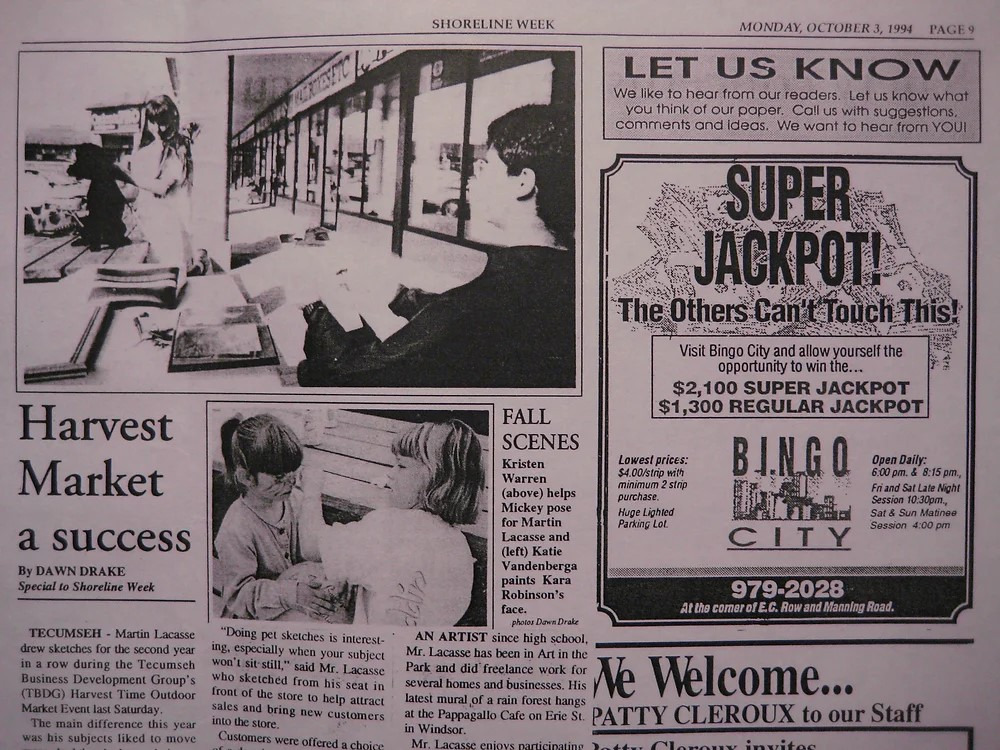 SHORELINE WEEK
MONDAY, OCTOBER 3, 1994 PAGE 9
MAIL BOXES ETC
Harvest
Market
a success
By DAWN DRAKE
Special to Shoreline Week
FALL
SCENES
Kristen
Warren
(above) helps
Mickey pose
for Martin
Lacasse and
(left) Katie
Vandenberga
paints Kara
Robinson's
face.
photos Dawn Drake
TECUMSEH - Martin Lacasse
drew sketches for the second year
in a row during the Tecumseh
Business Development Group's
(TBDG) Harvest Time Outdoor
Market Event last Saturday.
The main difference this year
was his subjects liked to move
"Doing pet sketches is interest-
ing, especially when your subject
won't sit still," said Mr. Lacasse
who sketched from his seat in
front of the store to help attract
sales and bring new customers
into the store.
Customers were offered a choice
AN ARTIST since high school,
Mr. Lacasse has been in Art in the
Park and did freelance work for
several homes and businesses. His
latest mural of a rain forest hangs
at the Pappagallo Cafe on Erie St.
in Windsor.
Mr. Lacasse enjoys participating
LET US KNOW
We like to hear from our readers. Let us know what
you think of our paper. Call us with suggestions,
comments and ideas. We want to hear from YOU!
SUPER
JACKPOT!
The Others Can't Touch This!
Visit Bingo City and allow yourself the
opportunity to win the...
$2,100 SUPER JACKPOT
$1,300 REGULAR JACKPOT
Lowest prices:
$4.00/strip with
minimum 2 strip
purchase.
Huge Lighted
Parking Lot.
BINGO
CITY
Open Daily:
6:00 pm. & 8:15 pm.,
Fri and Sat Late Night
Session 10:30pm.,
Sat & Sun Matinee
Session 4:00 pm
979-2028
At the corner of E.C. Row and Manning Road.
We Welcome...
PATTY CLEROUX to our Staff
Patty Cleroux invites